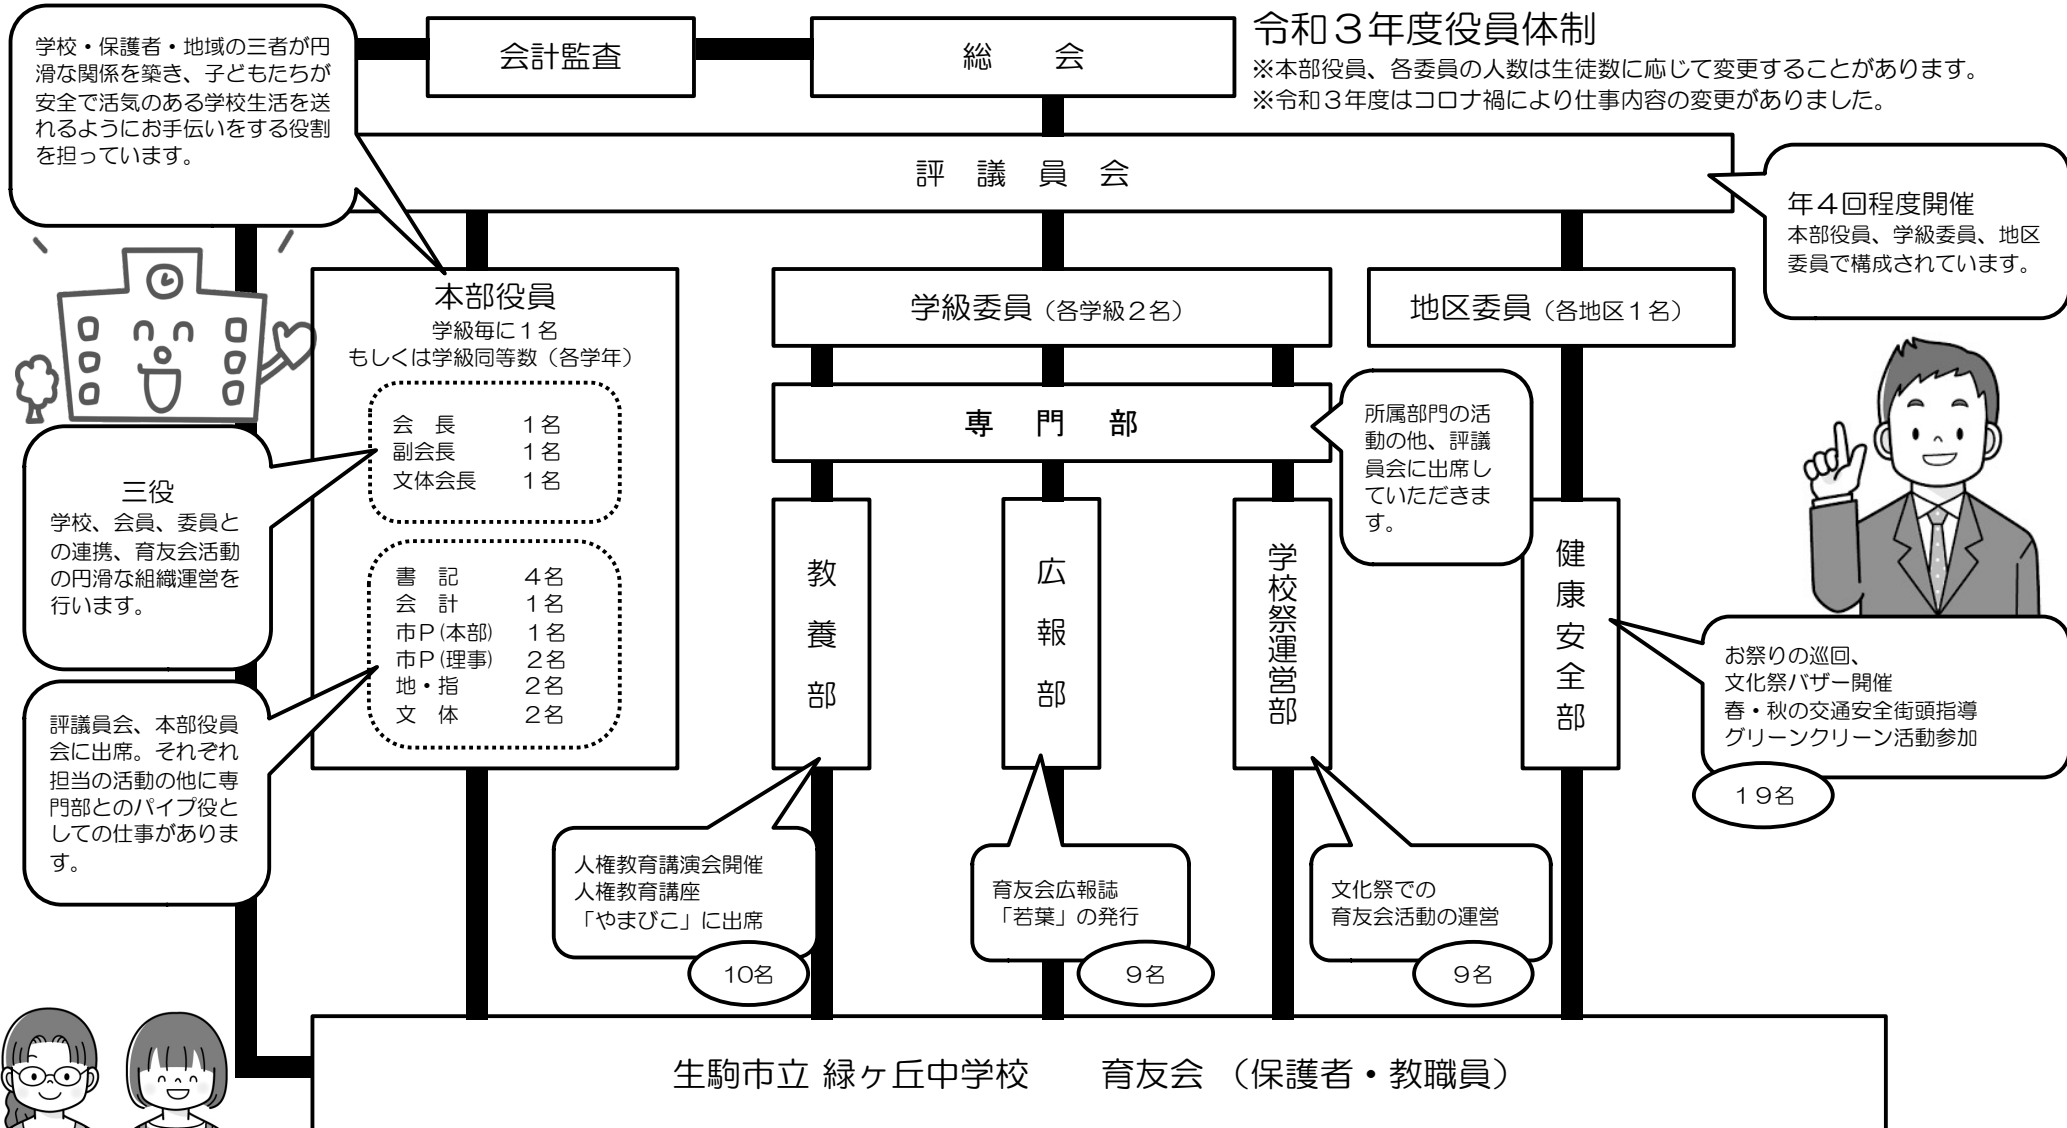 令和３年度役員体制
※本部役員、各委員の人数は生徒数に応じて変更することがあります。
※令和３年度はコロナ禍により仕事内容の変更がありました。
学校・保護者・地域の三者が円
滑な関係を築き、子どもたちが
安全で活気のある学校生活を送
れるようにお手伝いをする役割
を担っています。
会計監査
総　会
評　議　員　会
年４回程度開催
本部役員、学級委員、地区
委員で構成されています。
本部役員
学級毎に１名
もしくは学級同等数（各学年）
会　長　１名
副会長　１名
文体会長　１名
書　記　４名
会　計　１名
市Ｐ(本部)　１名
市Ｐ(理事)　２名
地・指　２名
文　体　２名
三役
学校、会員、委員と
の連携、育友会活動
の円滑な組織運営を
行います。
評議員会、本部役員
会に出席。それぞれ
担当の活動の他に専
門部とのパイプ役と
しての仕事がありま
す。
学級委員（各学級２名）
地区委員（各地区１名）
専　門　部
所属部門の活
動の他、評議
員会に出席し
ていただきま
す。
教養部
広報部
学校祭運営部
健康安全部
お祭りの巡回、
文化祭バザー開催
春・秋の交通安全街頭指導
グリーンクリーン活動参加
１９名
人権教育講演会開催
人権教育講座
「やまびこ」に出席
10名
育友会広報誌
「若葉」の発行
９名
文化祭での
育友会活動の運営
９名
生駒市立 緑ヶ丘中学校　育友会 （保護者・教職員）